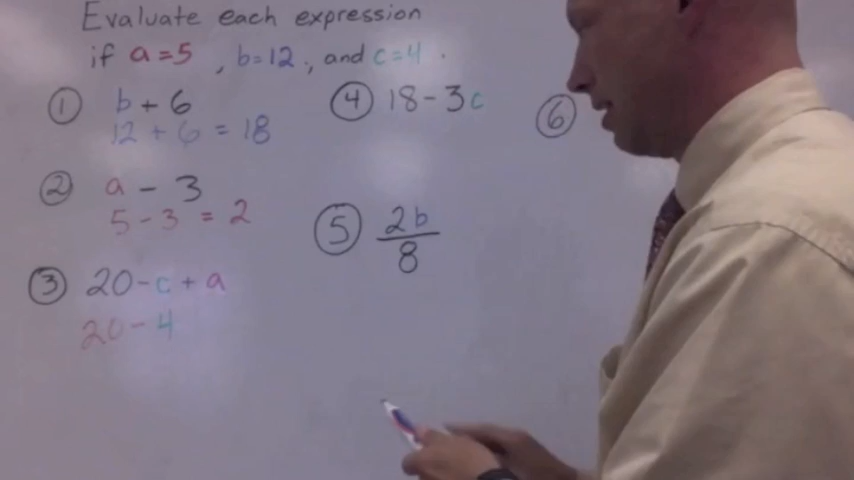 Evaluate each expression
if a=5, b=12, and c=4.
① b + 6
12 + 6 = 18
② a - 3
5 - 3 = 2
③ 20 - c + a
20 - 4
④ 18 - 3c
⑤ 2b
8
⑥